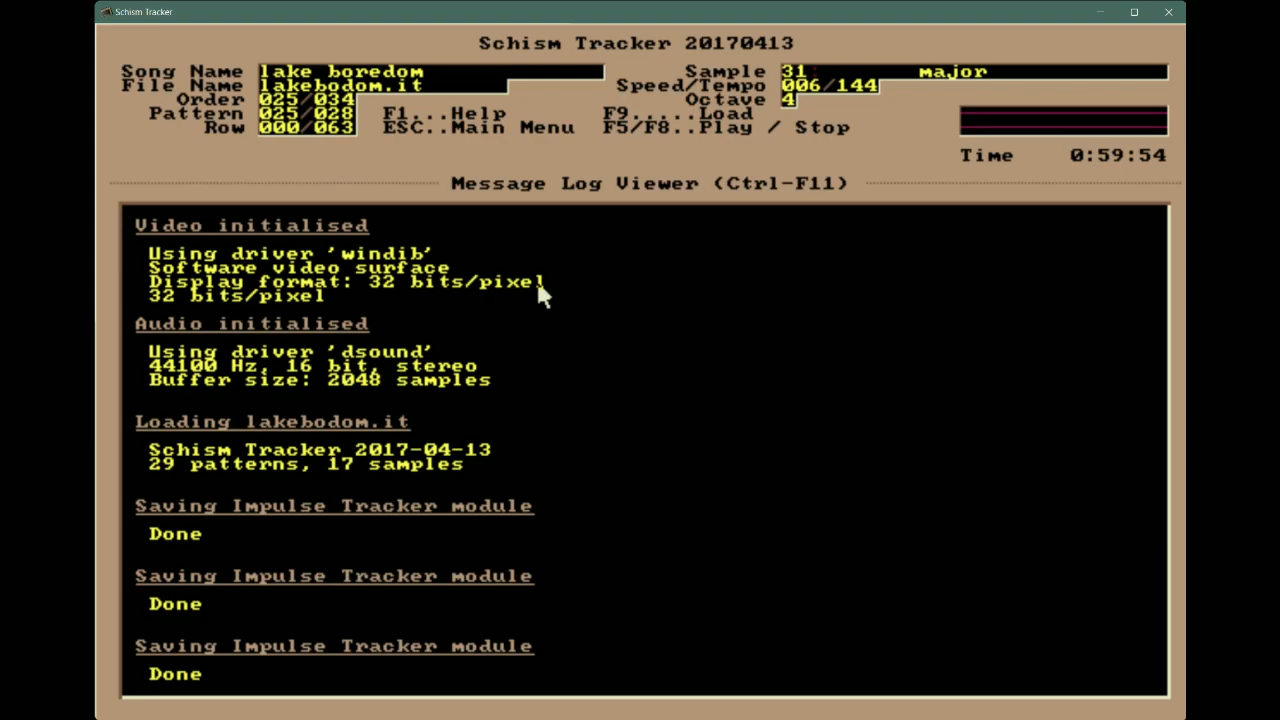 Schism Tracker
Schism Tracker 20170413
Song Name lake boredom Sample 31 major
File Name lakebodom.it Speed/Tempo 006/144
Order 025/034 Octave 4
Pattern 025/028 F1...Help F9.....Load
Row 000/063 ESC..Main Menu F5/F8..Play / Stop
Time 0:59:54
Message Log Viewer (Ctrl-F11)
Video initialised
Using driver 'windib'
Software video surface
Display format: 32 bits/pixel
32 bits/pixel
Audio initialised
Using driver 'dsound'
44100 Hz, 16 bit, stereo
Buffer size: 2048 samples
Loading lakebodom.it
Schism Tracker 2017-04-13
29 patterns, 17 samples
Saving Impulse Tracker module
Done
Saving Impulse Tracker module
Done
Saving Impulse Tracker module
Done